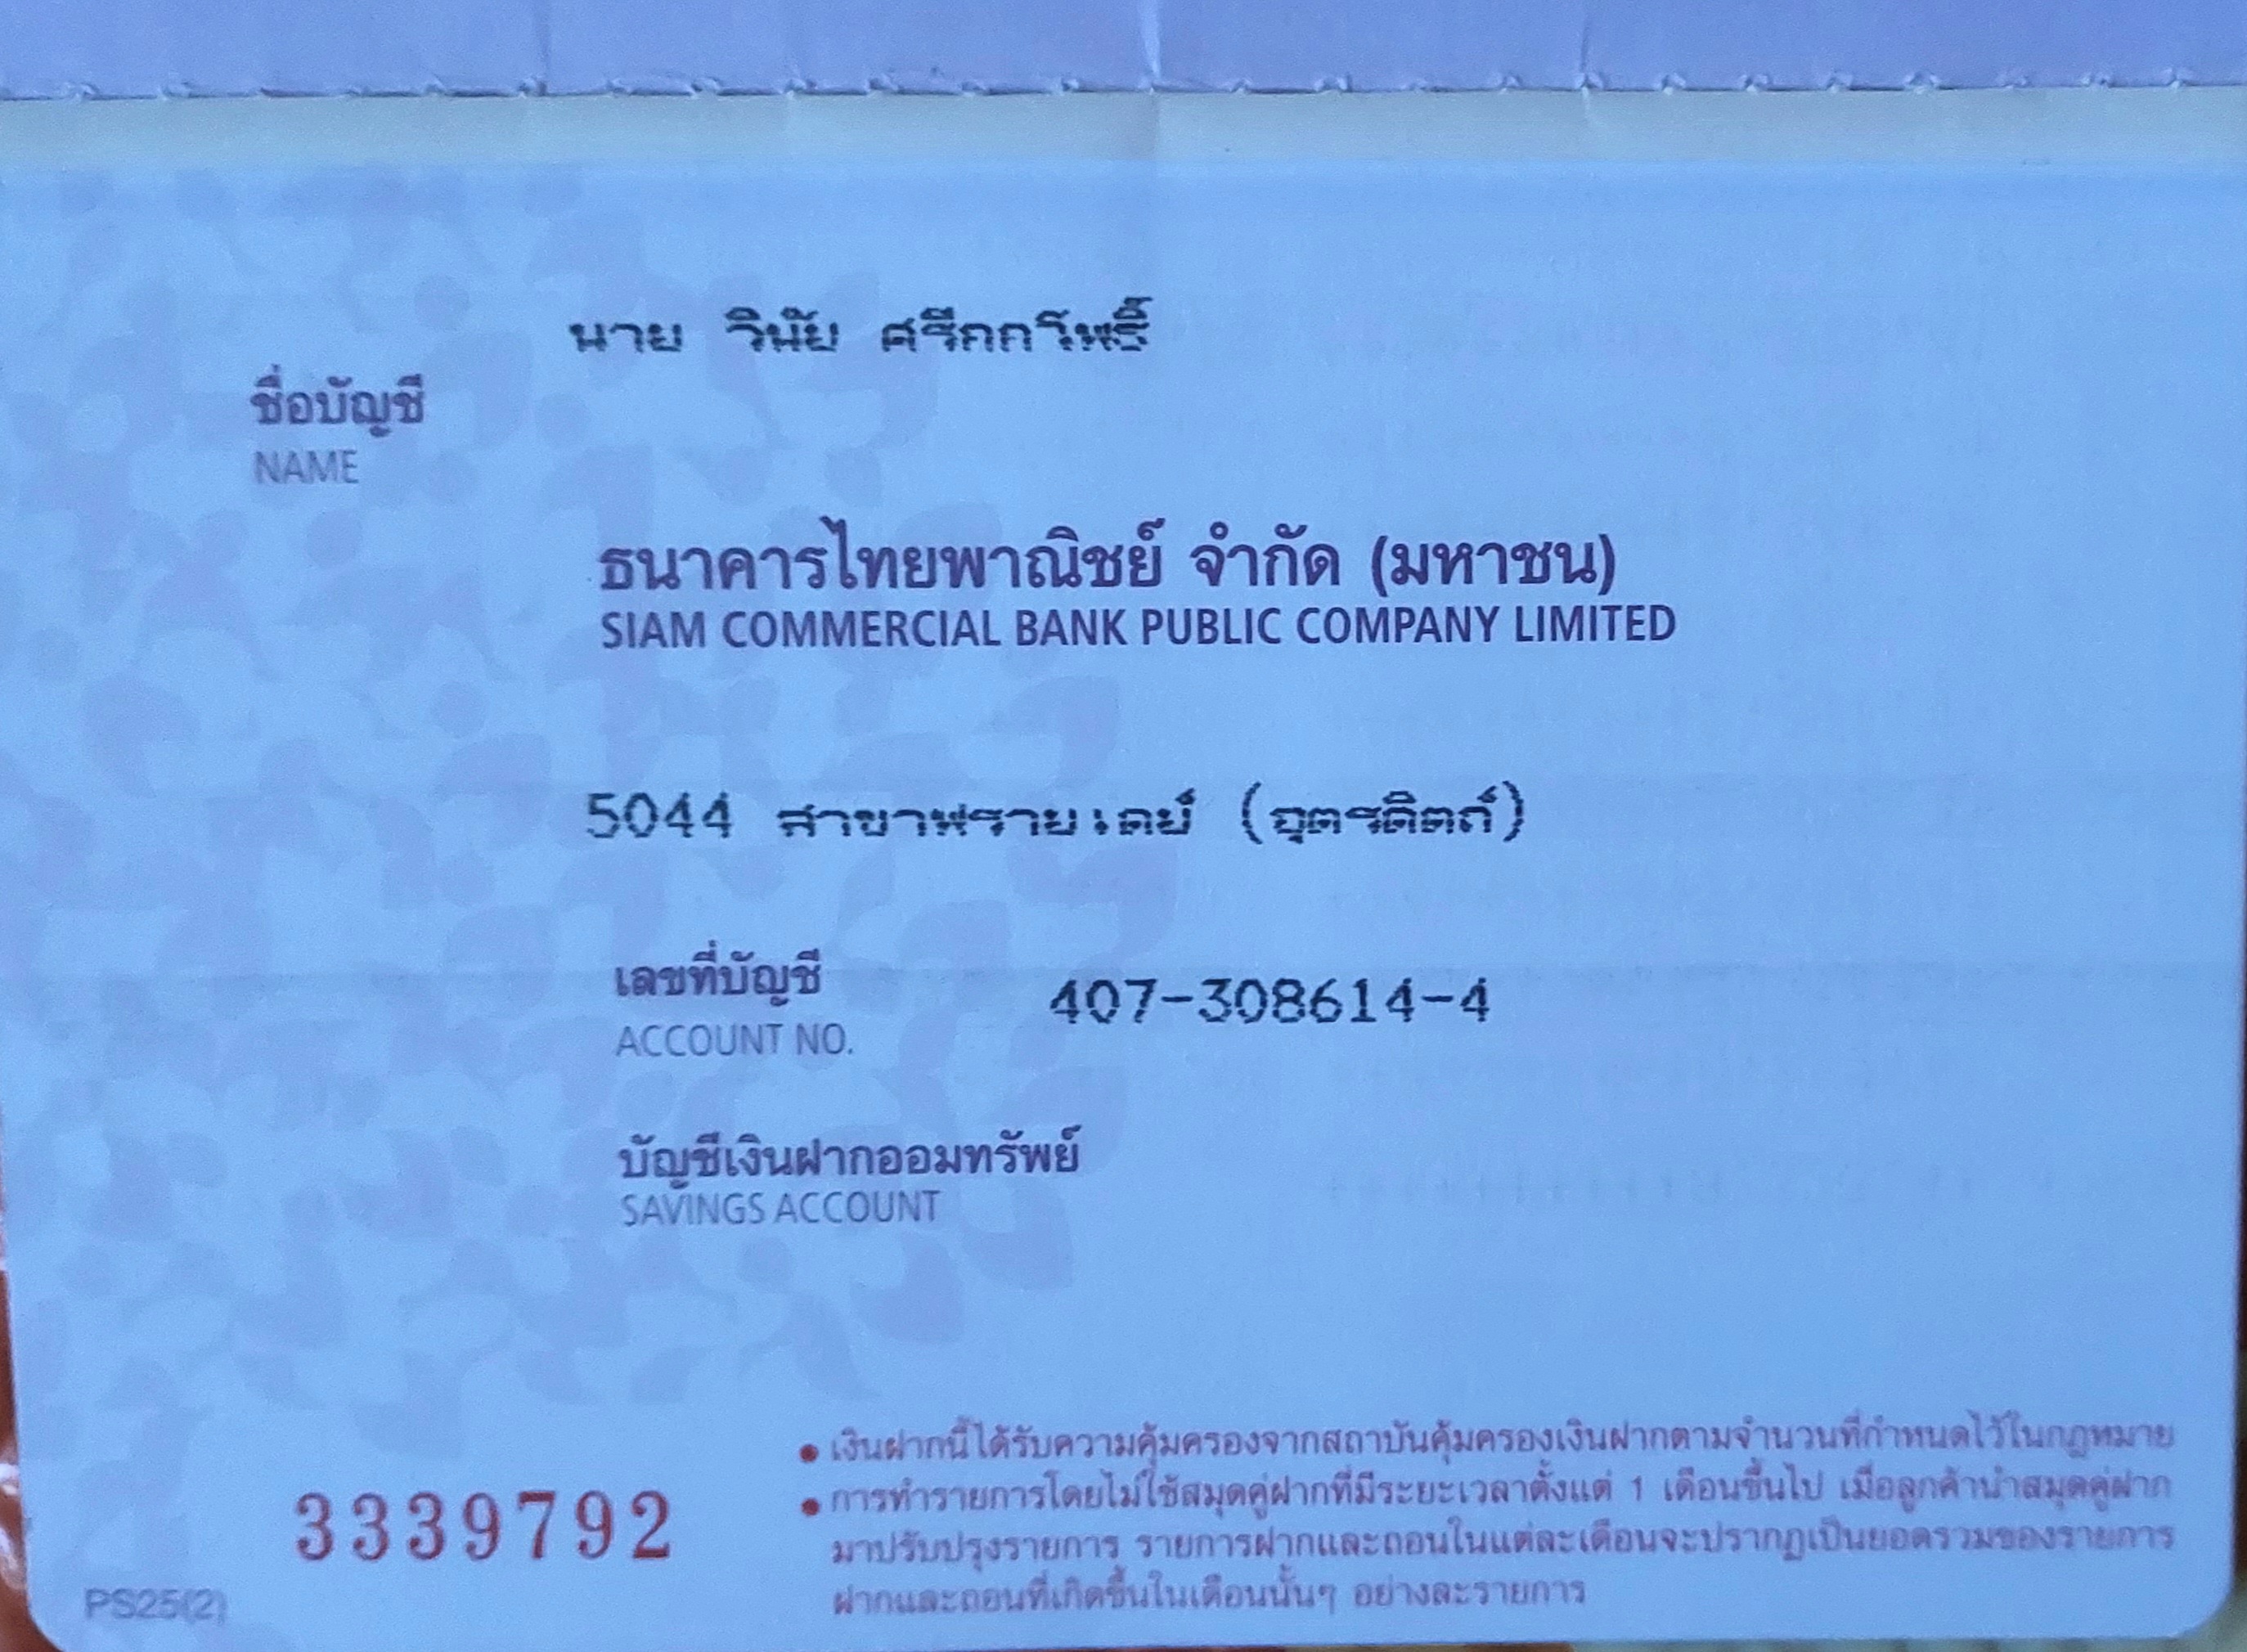 นาย วินัย ศรีกกโพธิ์
ชื่อบัญชี
NAME
ธนาคารไทยพาณิชย์ จำกัด (มหาชน)
SIAM COMMERCIAL BANK PUBLIC COMPANY LIMITED
5044 สาขาฟรายเดย์ (อุตรดิตถ์)
เลขที่บัญชี 407-308614-4
ACCOUNT NO.
บัญชีเงินฝากออมทรัพย์
SAVINGS ACCOUNT
• เงินฝากนี้ได้รับความคุ้มครองจากสถาบันคุ้มครองเงินฝากตามจำนวนที่กำหนดไว้ในกฎหมาย
• การทำรายการโดยไม่ใช้สมุดคู่ฝากที่มีระยะเวลาตั้งแต่ 1 เดือนขึ้นไป เมื่อลูกค้านำสมุดคู่ฝาก
มาปรับปรุงรายการ รายการฝากและถอนในแต่ละเดือนจะปรากฏเป็นยอดรวมของรายการ
ฝากและถอนที่เกิดขึ้นในเดือนนั้นๆ อย่างละรายการ
3339792
PS25(2)